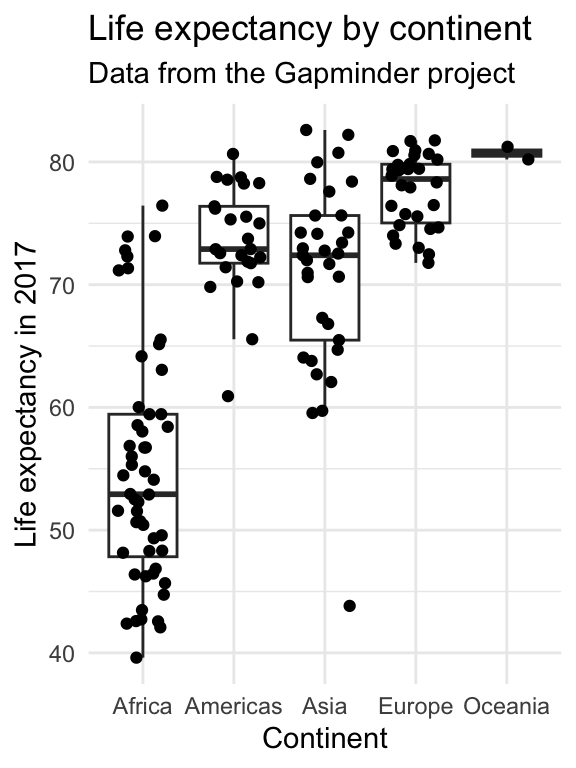 Life expectancy by continent
Data from the Gapminder project
Life expectancy in 2017
80
70
60
50
40
Africa Americas Asia Europe Oceania
Continent